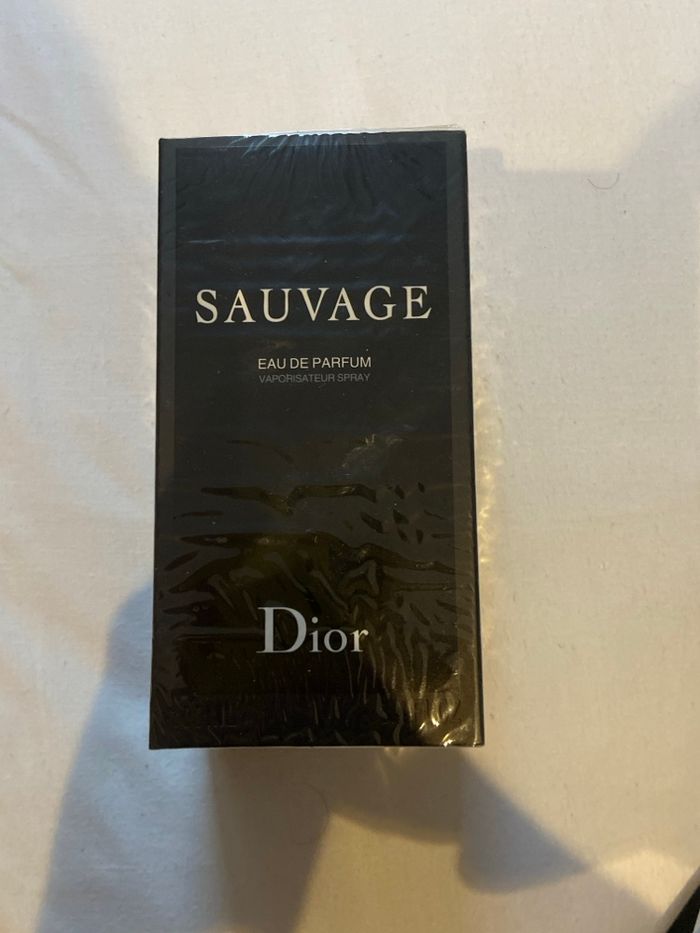 SAUVAGE
EAU DE PARFUM
VAPORISATEUR SPRAY
Dior